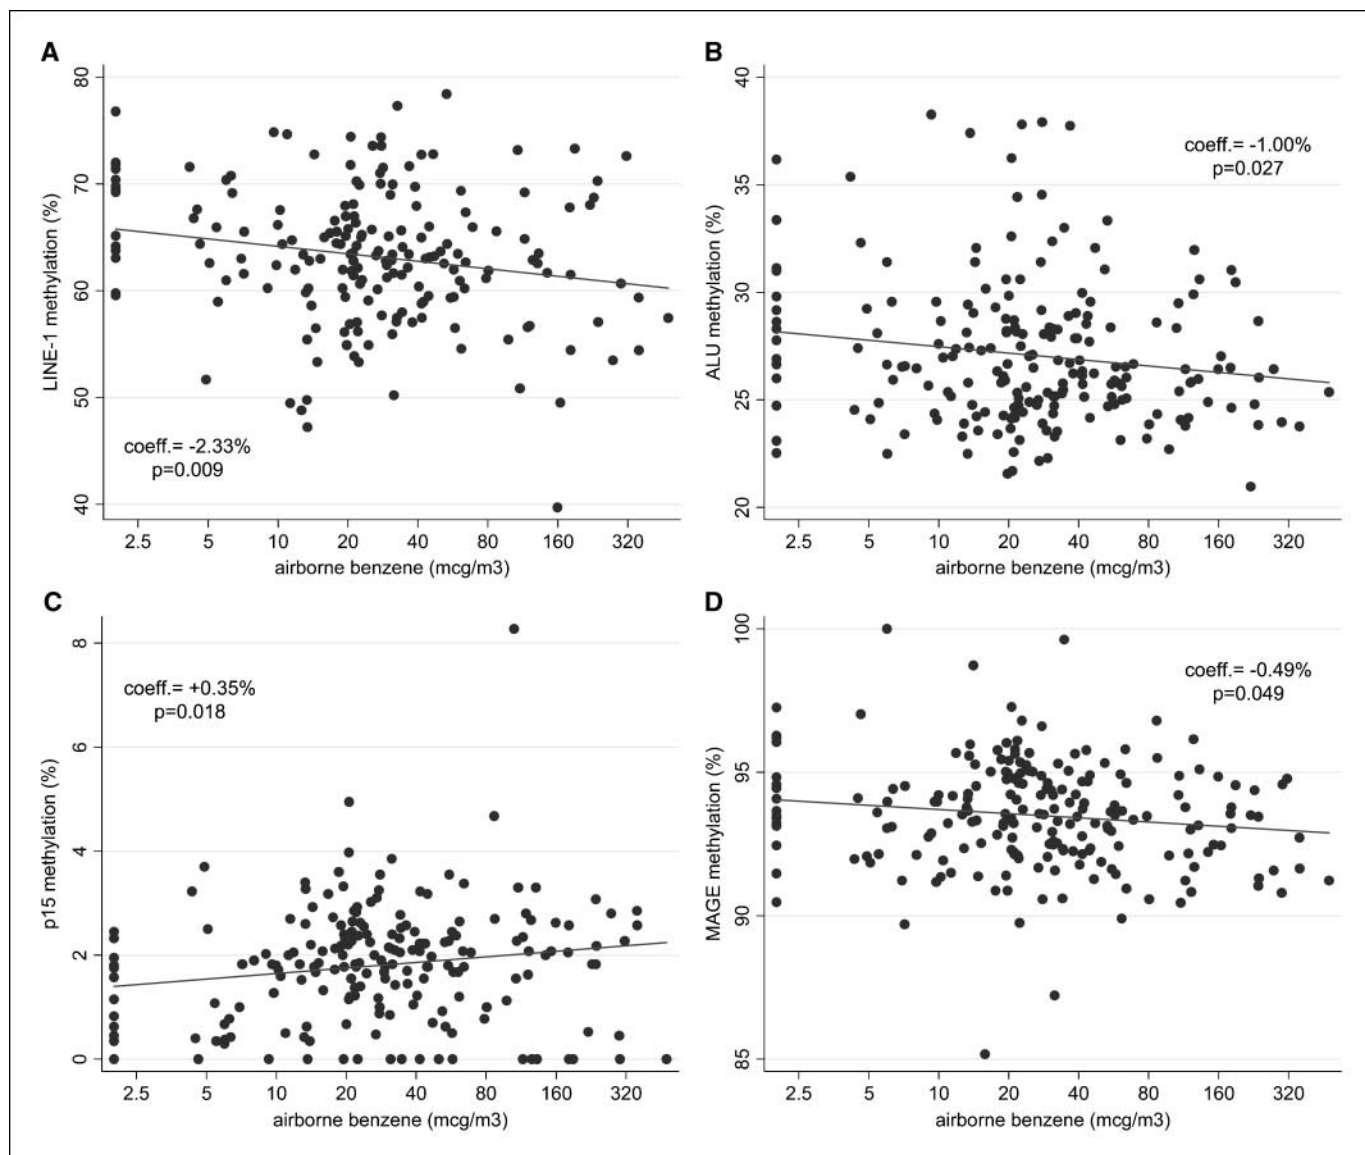 A
LINE-1 methylation (%)
80
70
60
50
40
coeff.= -2.33%
p=0.009
2.5 5 10 20 40 80 160 320
airborne benzene (mcg/m3)
B
ALU methylation (%)
40
35
30
25
20
coeff.= -1.00%
p=0.027
2.5 5 10 20 40 80 160 320
airborne benzene (mcg/m3)
C
p15 methylation (%)
8
6
4
2
0
coeff.= +0.35%
p=0.018
2.5 5 10 20 40 80 160 320
airborne benzene (mcg/m3)
D
MAGE methylation (%)
100
95
90
85
coeff.= -0.49%
p=0.049
2.5 5 10 20 40 80 160 320
airborne benzene (mcg/m3)